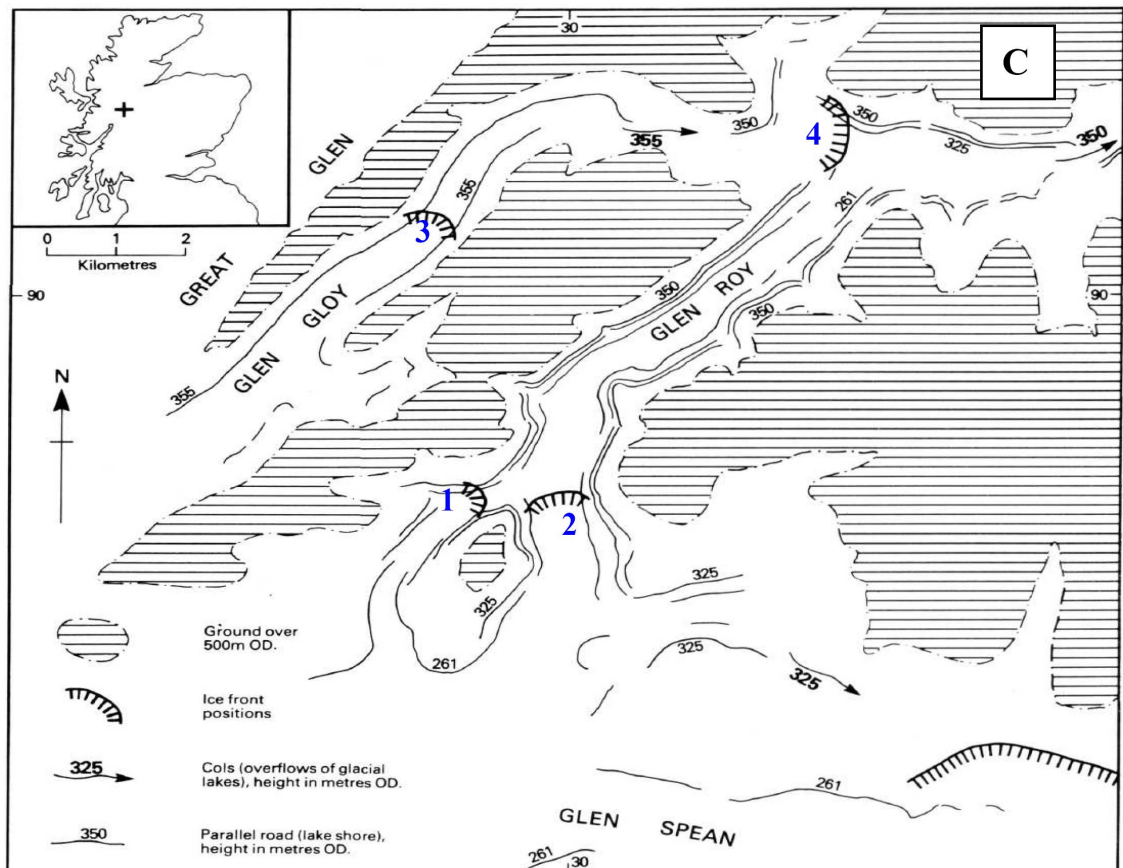 30
C
GLEN
GREAT
355
350
4
350
325
350
355
3
261
0 1 2
Kilometres
90
GLEN GLOY
350
GLEN ROY
350
90
N
355
1
2
325
325
261
325
325
Ground over
500m OD.
Ice front
positions
325
Cols (overflows of glacial
lakes), height in metres OD.
350
Parallel road (lake shore),
height in metres OD.
261
GLEN SPEAN
261
30